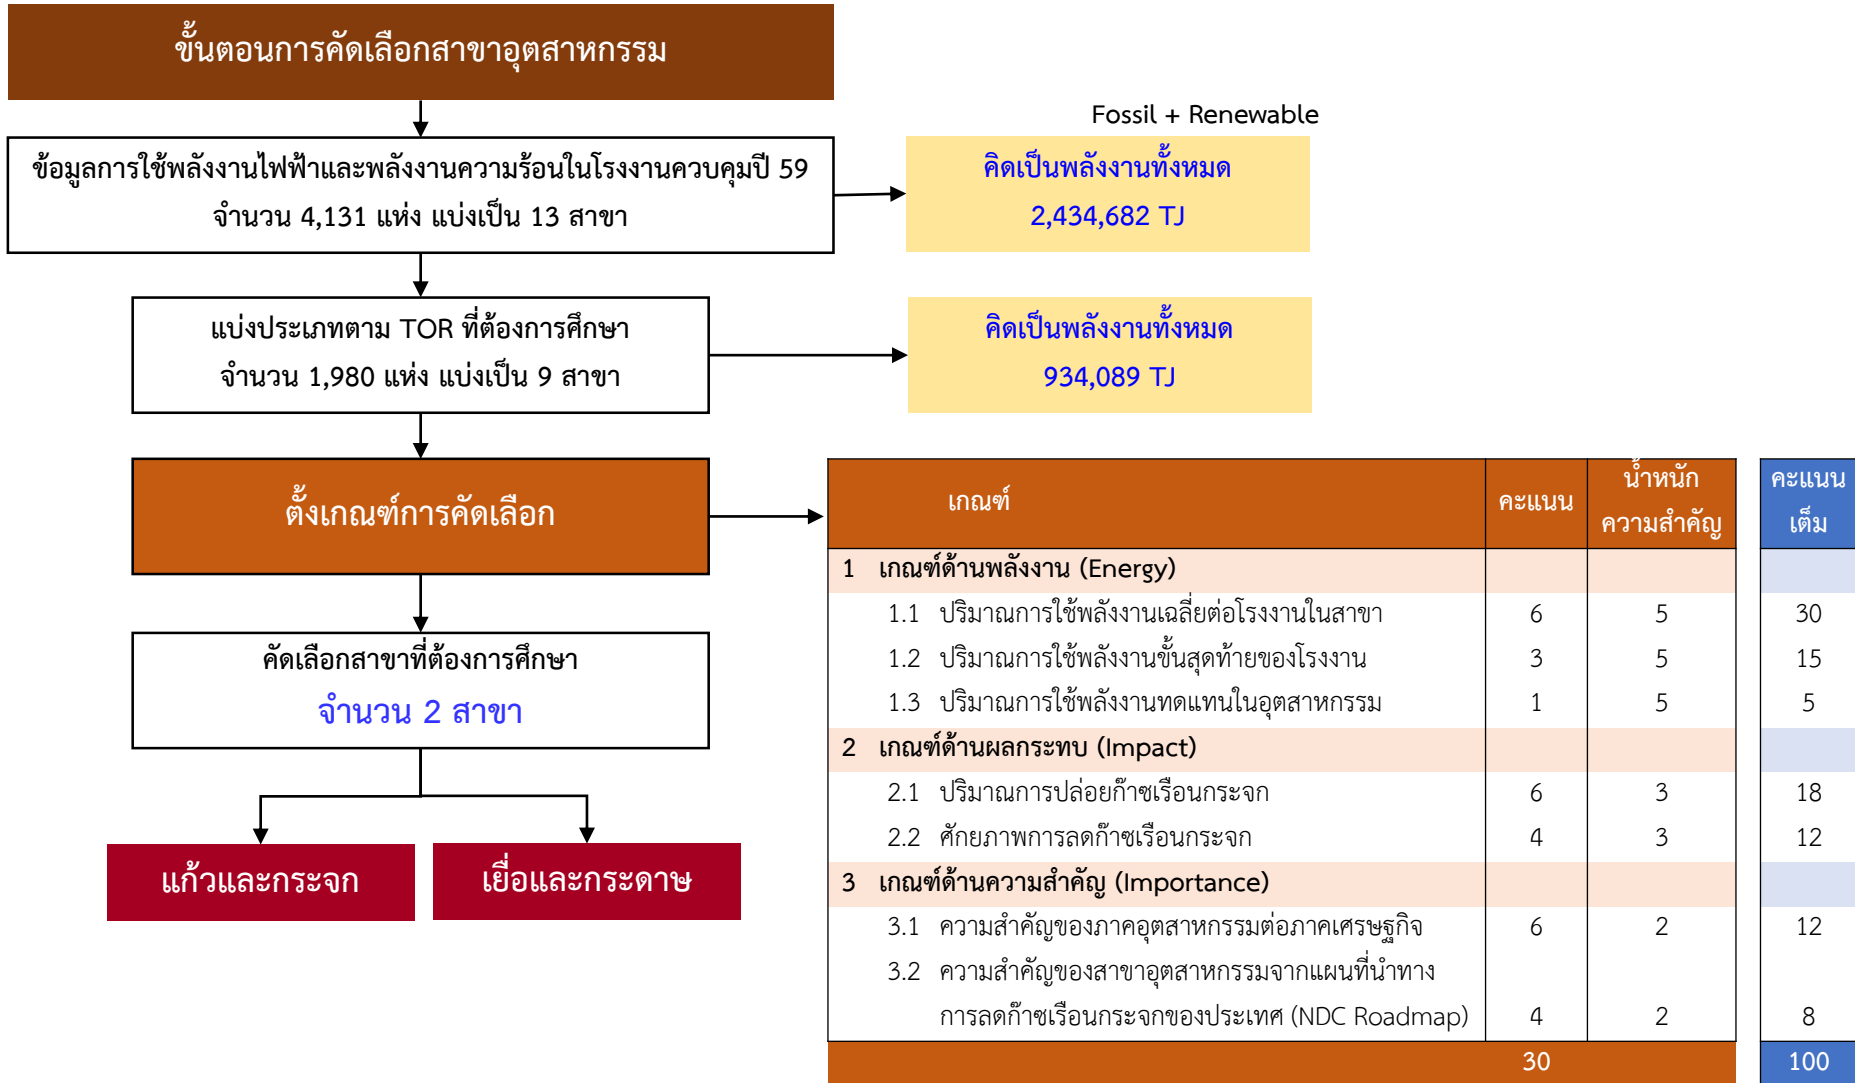 ขั้นตอนการคัดเลือกสาขาอุตสาหกรรม
Fossil + Renewable
ข้อมูลการใช้พลังงานไฟฟ้าและพลังงานความร้อนในโรงงานควบคุมปี 59
จำนวน 4,131 แห่ง แบ่งเป็น 13 สาขา
คิดเป็นพลังงานทั้งหมด
2,434,682 TJ
แบ่งประเภทตาม TOR ที่ต้องการศึกษา
จำนวน 1,980 แห่ง แบ่งเป็น 9 สาขา
คิดเป็นพลังงานทั้งหมด
934,089 TJ
ตั้งเกณฑ์การคัดเลือก
คัดเลือกสาขาที่ต้องการศึกษา
จำนวน 2 สาขา
แก้วและกระจก
เยื่อและกระดาษ
เกณฑ์ คะแนน น้ำหนัก คะแนน
ความสำคัญ เต็ม
1 เกณฑ์ด้านพลังงาน (Energy)
1.1 ปริมาณการใช้พลังงานเฉลี่ยต่อโรงงานในสาขา 6 5 30
1.2 ปริมาณการใช้พลังงานขั้นสุดท้ายของโรงงาน 3 5 15
1.3 ปริมาณการใช้พลังงานทดแทนในอุตสาหกรรม 1 5 5
2 เกณฑ์ด้านผลกระทบ (Impact)
2.1 ปริมาณการปล่อยก๊าซเรือนกระจก 6 3 18
2.2 ศักยภาพการลดก๊าซเรือนกระจก 4 3 12
3 เกณฑ์ด้านความสำคัญ (Importance)
3.1 ความสำคัญของภาคอุตสาหกรรมต่อภาคเศรษฐกิจ 6 2 12
3.2 ความสำคัญของสาขาอุตสาหกรรมจากแผนที่นำทาง
การลดก๊าซเรือนกระจกของประเทศ (NDC Roadmap) 4 2 8
30 100